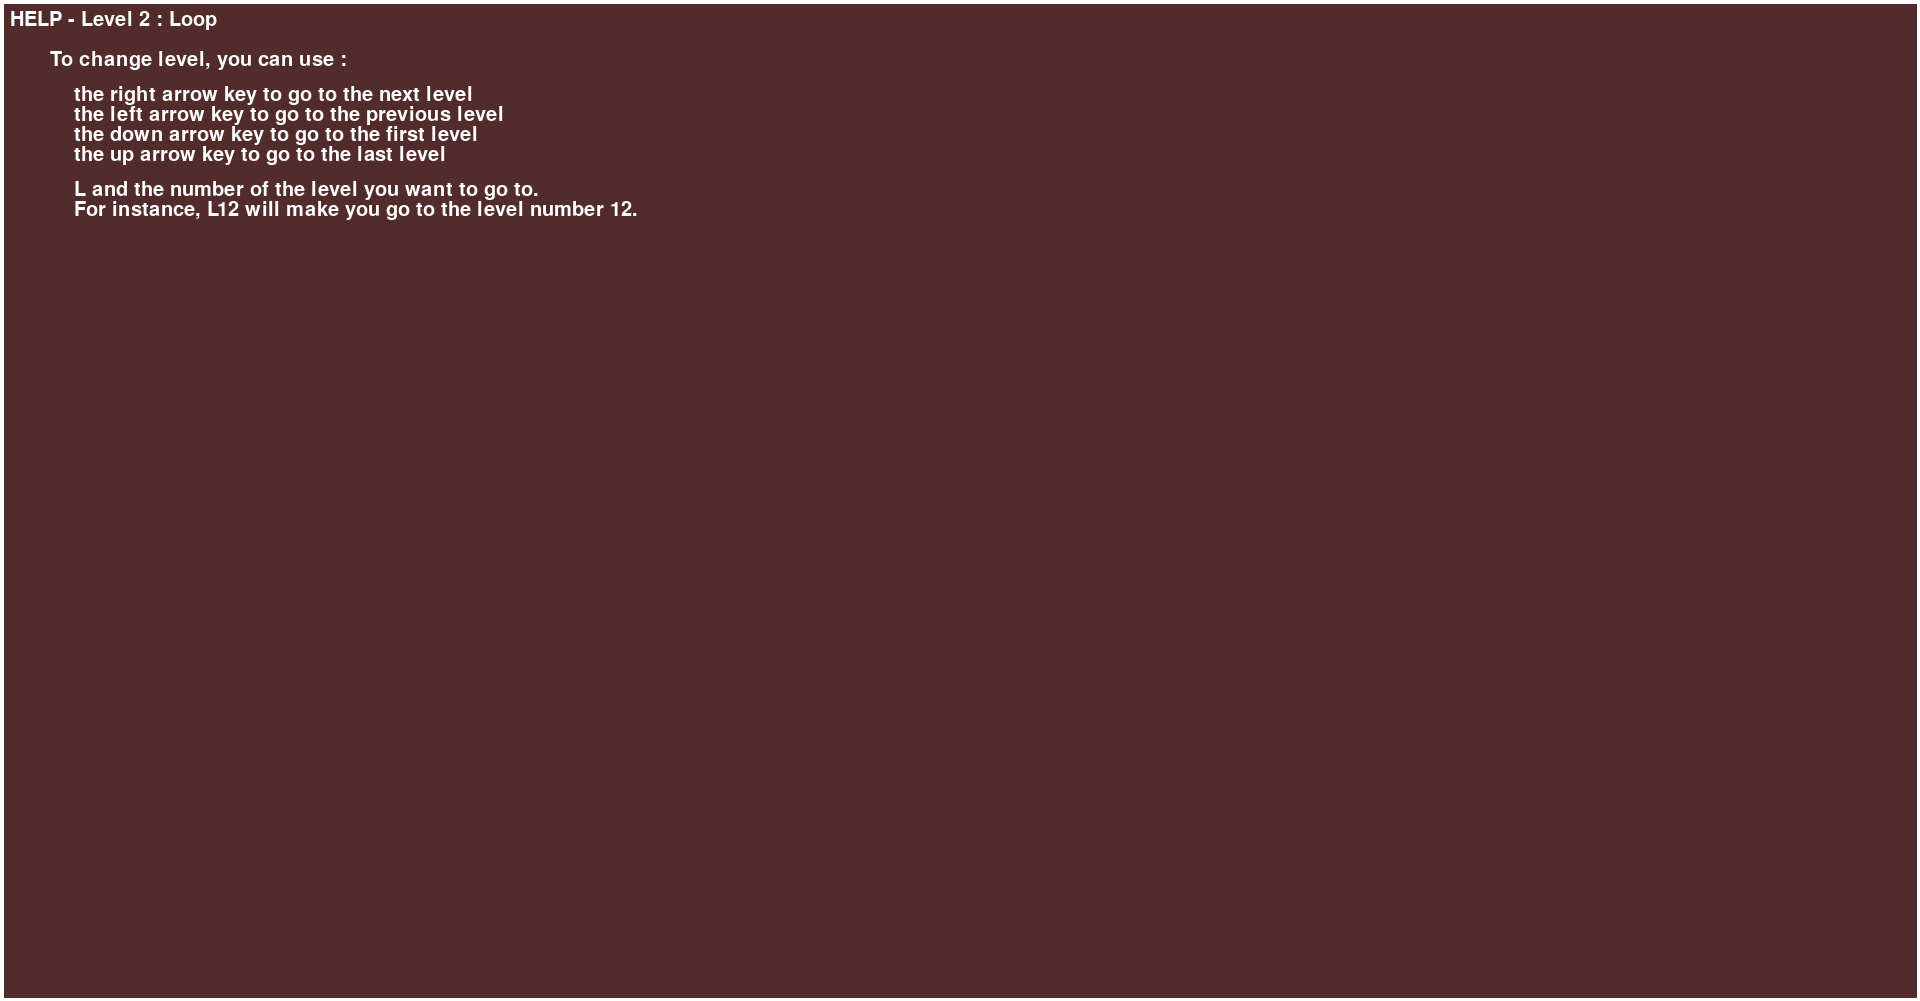 HELP - Level 2 : Loop
To change level, you can use :
the right arrow key to go to the next level
the left arrow key to go to the previous level
the down arrow key to go to the first level
the up arrow key to go to the last level
L and the number of the level you want to go to.
For instance, L12 will make you go to the level number 12.